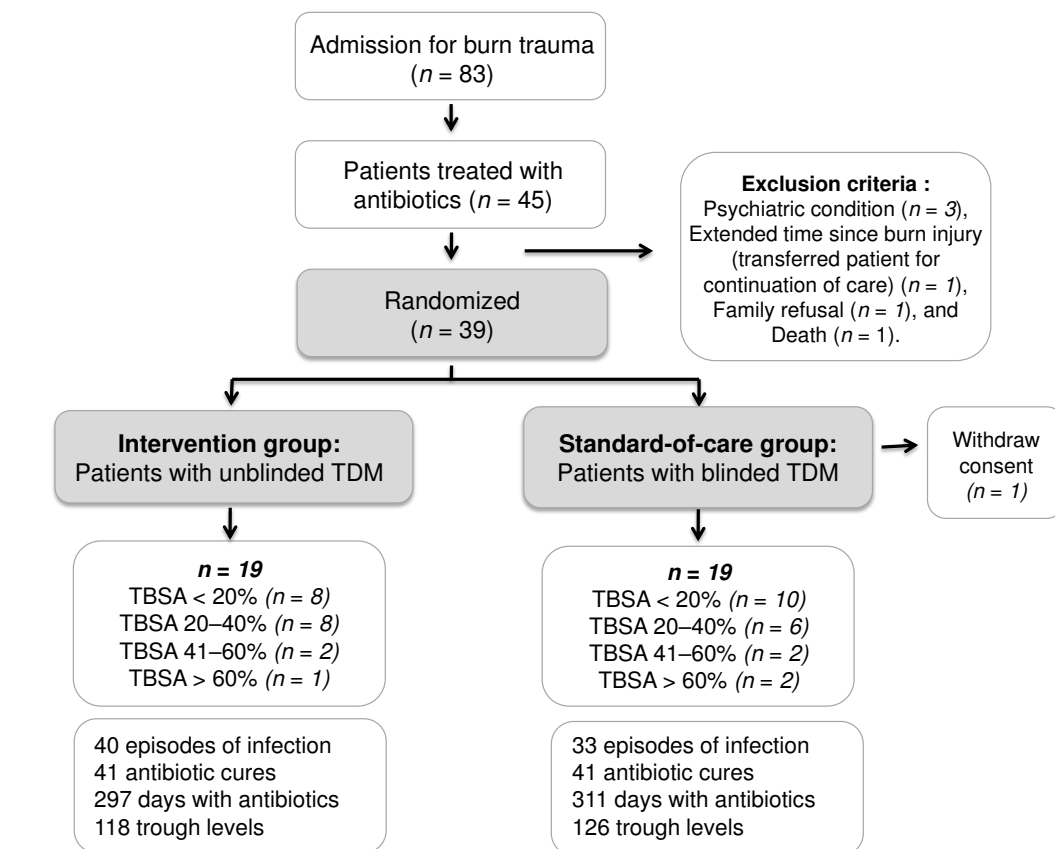 Admission for burn trauma
(n = 83)
Patients treated with
antibiotics (n = 45)
Exclusion criteria :
Psychiatric condition (n = 3),
Extended time since burn injury
(transferred patient for
continuation of care) (n = 1),
Family refusal (n = 1), and
Death (n = 1).
Randomized
(n = 39)
Intervention group:
Patients with unblinded TDM
Standard-of-care group:
Patients with blinded TDM
Withdraw
consent
(n = 1)
n = 19
TBSA < 20% (n = 8)
TBSA 20–40% (n = 8)
TBSA 41–60% (n = 2)
TBSA > 60% (n = 1)
n = 19
TBSA < 20% (n = 10)
TBSA 20–40% (n = 6)
TBSA 41–60% (n = 2)
TBSA > 60% (n = 2)
40 episodes of infection
41 antibiotic cures
297 days with antibiotics
118 trough levels
33 episodes of infection
41 antibiotic cures
311 days with antibiotics
126 trough levels